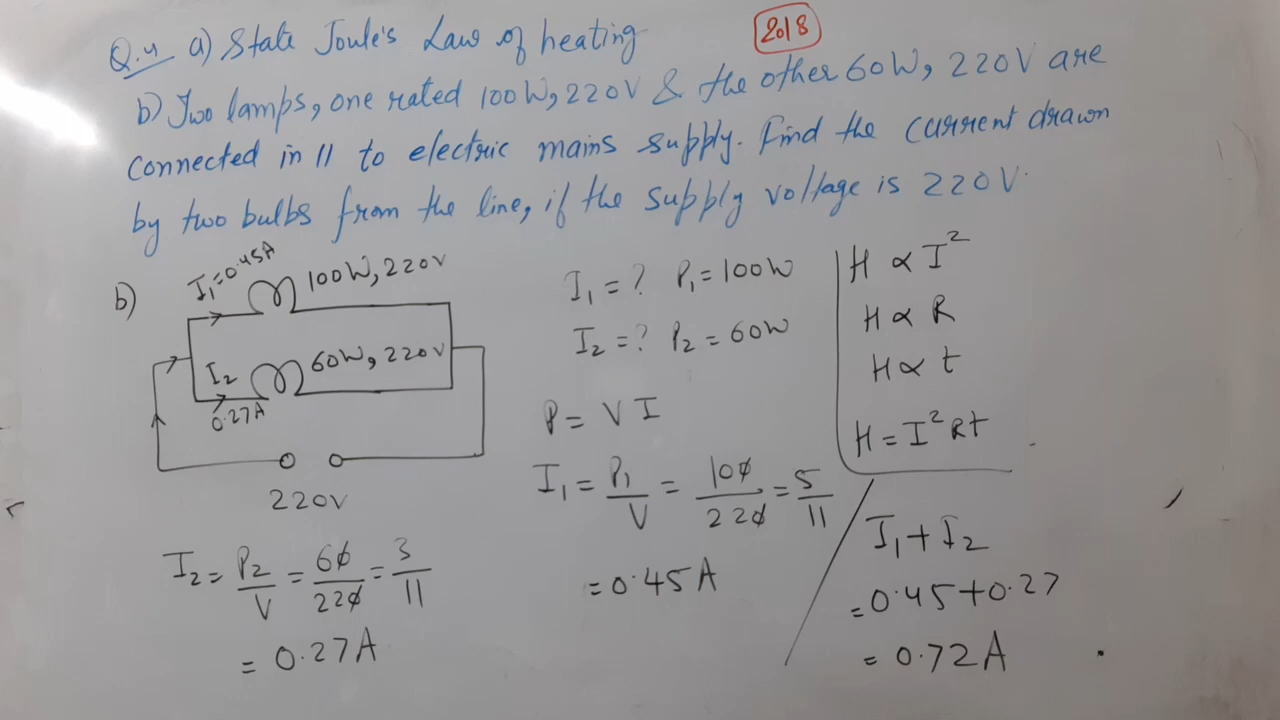 Q.4 a) State Joule's Law of heating
2018
b) Two lamps, one rated 100W, 220V & the other 60W, 220V are
connected in || to electric mains supply. Find the current drawn
by two bulbs from the line, if the supply voltage is 220V.
b)
I₁=0.45A
100W, 220V
I₂
60W, 220V
0.27A
220V
I₂ = P₂/V = 60/220 = 3/11
= 0.27A
I₁ = ? P₁ = 100W
I₂ = ? P₂ = 60W
P = VI
I₁ = P₁/V = 100/220 = 5/11
= 0.45A
H ∝ I²
H ∝ R
H ∝ t
H = I²Rt
I₁ + I₂
= 0.45 + 0.27
= 0.72A